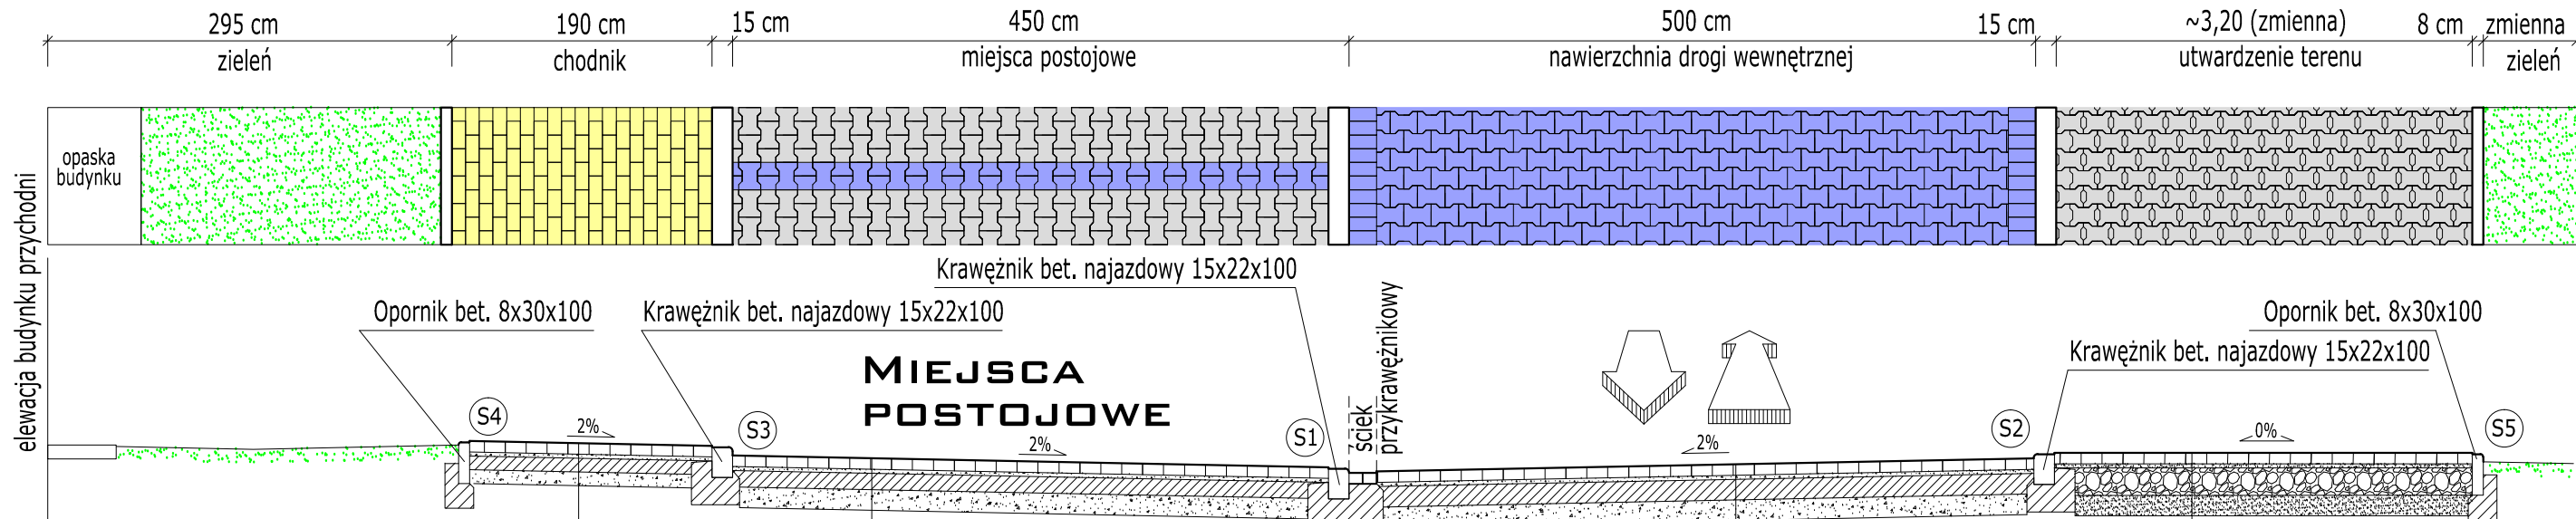 295 cm
190 cm
15 cm
450 cm
500 cm
15 cm
~3,20 (zmienna)
8 cm
zmienna
zieleń
chodnik
miejsca postojowe
nawierzchnia drogi wewnętrznej
utwardzenie terenu
zieleń
opaska
budynku
elewacja budynku przychodni
Krawężnik bet. najazdowy 15x22x100
Opornik bet. 8x30x100
Krawężnik bet. najazdowy 15x22x100
Opornik bet. 8x30x100
Krawężnik bet. najazdowy 15x22x100
MIEJSCA
POSTOJOWE
ściek
przykrawężnikowy
S4
2%
S3
2%
S1
2%
S2
0%
S5